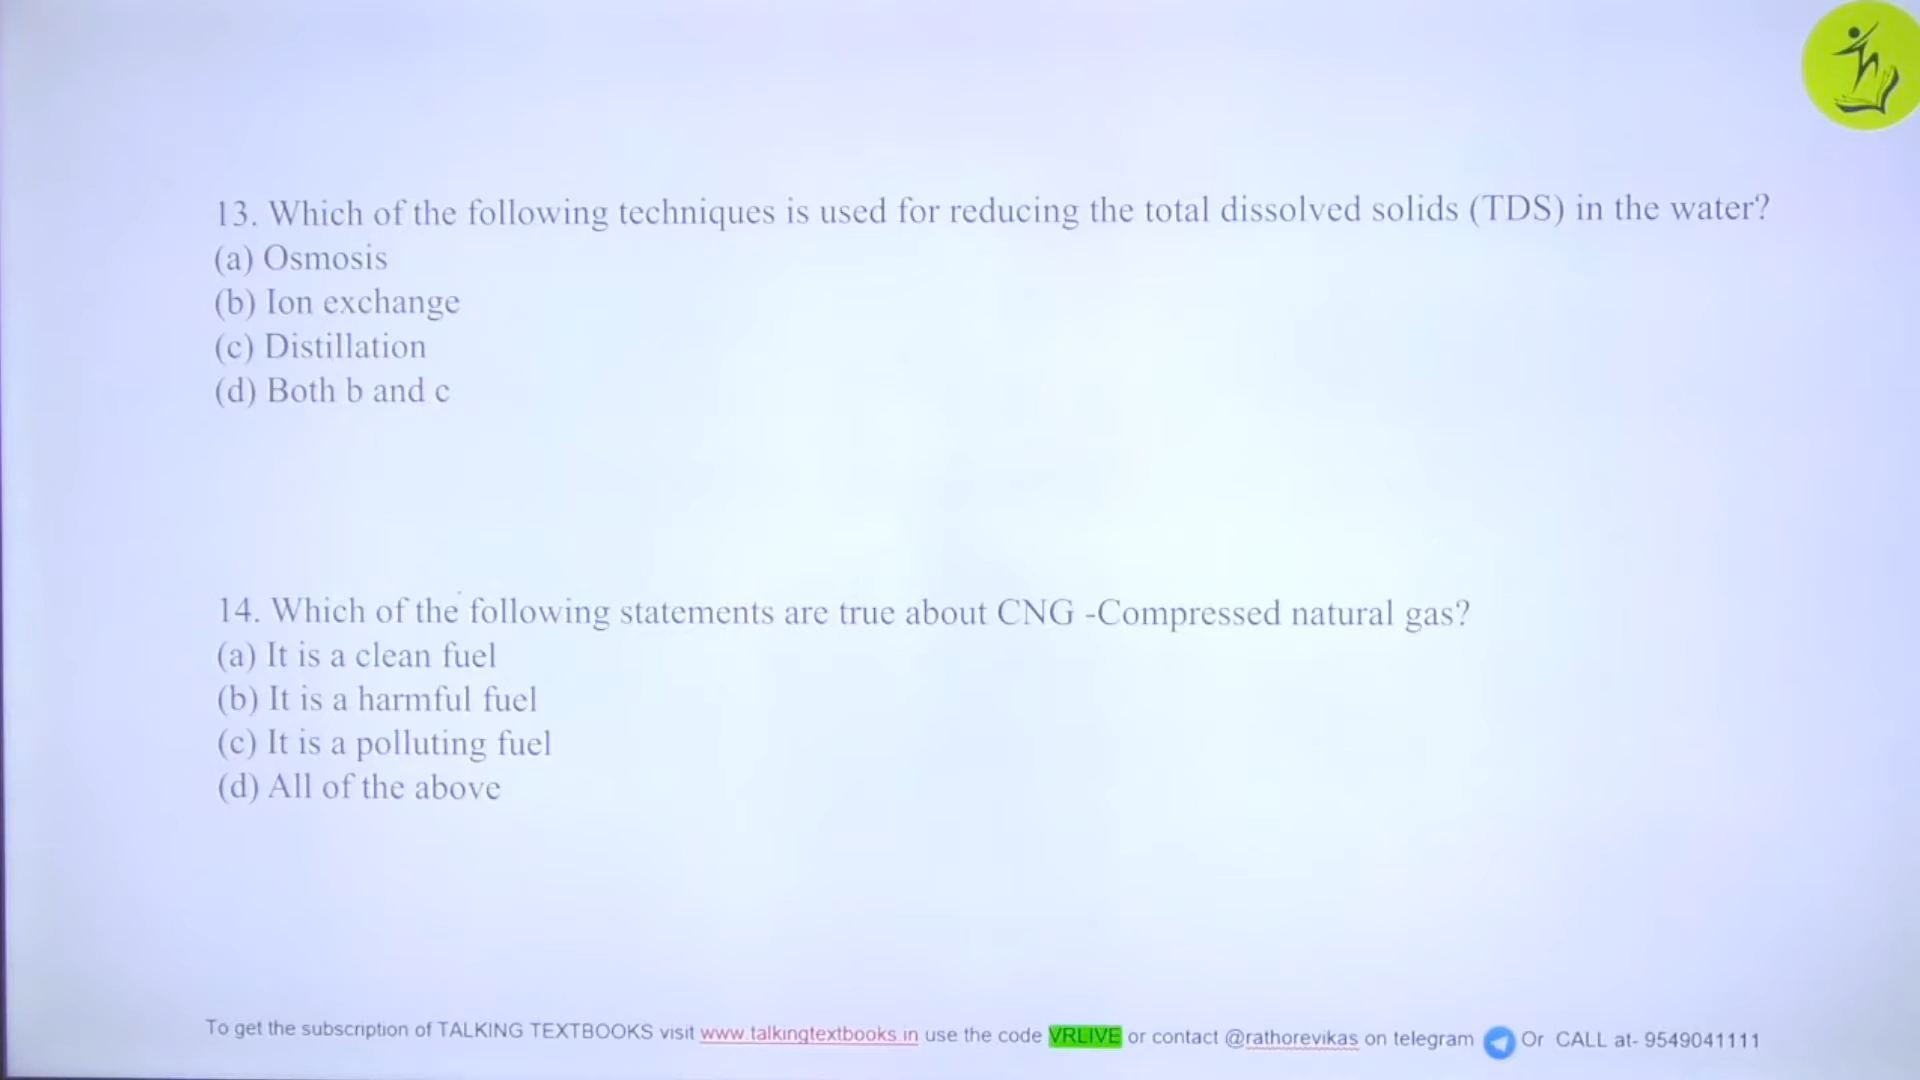 13. Which of the following techniques is used for reducing the total dissolved solids (TDS) in the water?
(a) Osmosis
(b) Ion exchange
(c) Distillation
(d) Both b and c
14. Which of the following statements are true about CNG -Compressed natural gas?
(a) It is a clean fuel
(b) It is a harmful fuel
(c) It is a polluting fuel
(d) All of the above
To get the subscription of TALKING TEXTBOOKS visit www.talkingtextbooks.in use the code VRLIVE or contact @rathorevikas on telegram Or CALL at- 9549041111